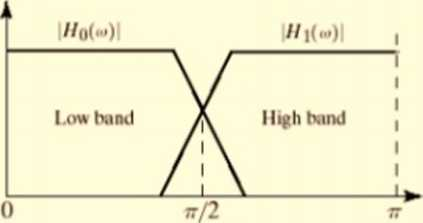 |H₀(ω)| |H₁(ω)|
Low band High band
0 π/2 π